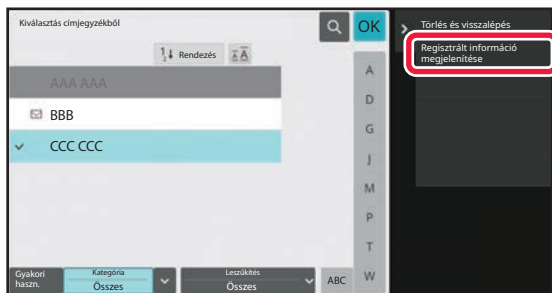 Kiválasztás címjegyzékből
OK
Törlés és visszalépés
Regisztrált információ
megjelenítése
Rendezés
AAA AAA
BBB
CCC CCC
A
D
G
J
M
P
T
W
Gyakori
haszn.
Kategória
Összes
Leszűkítés
Összes
ABC